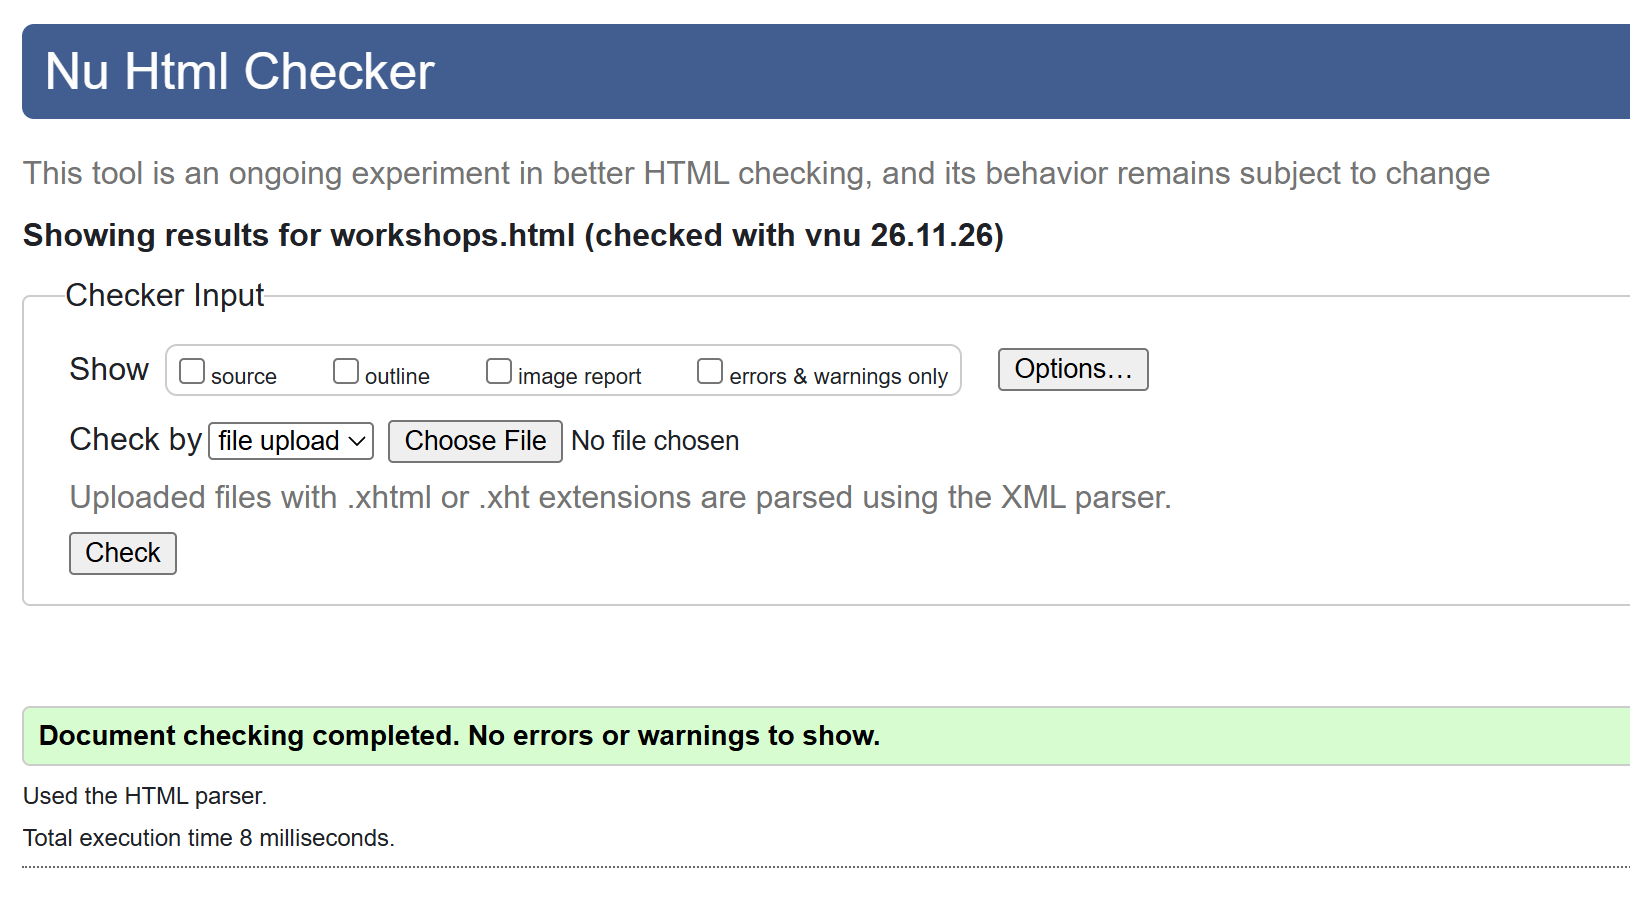 Nu Html Checker
This tool is an ongoing experiment in better HTML checking, and its behavior remains subject to change
Showing results for workshops.html (checked with vnu 26.11.26)
Checker Input
Show source outline image report errors & warnings only Options…
Check by file upload Choose File No file chosen
Uploaded files with .xhtml or .xht extensions are parsed using the XML parser.
Check
Document checking completed. No errors or warnings to show.
Used the HTML parser.
Total execution time 8 milliseconds.